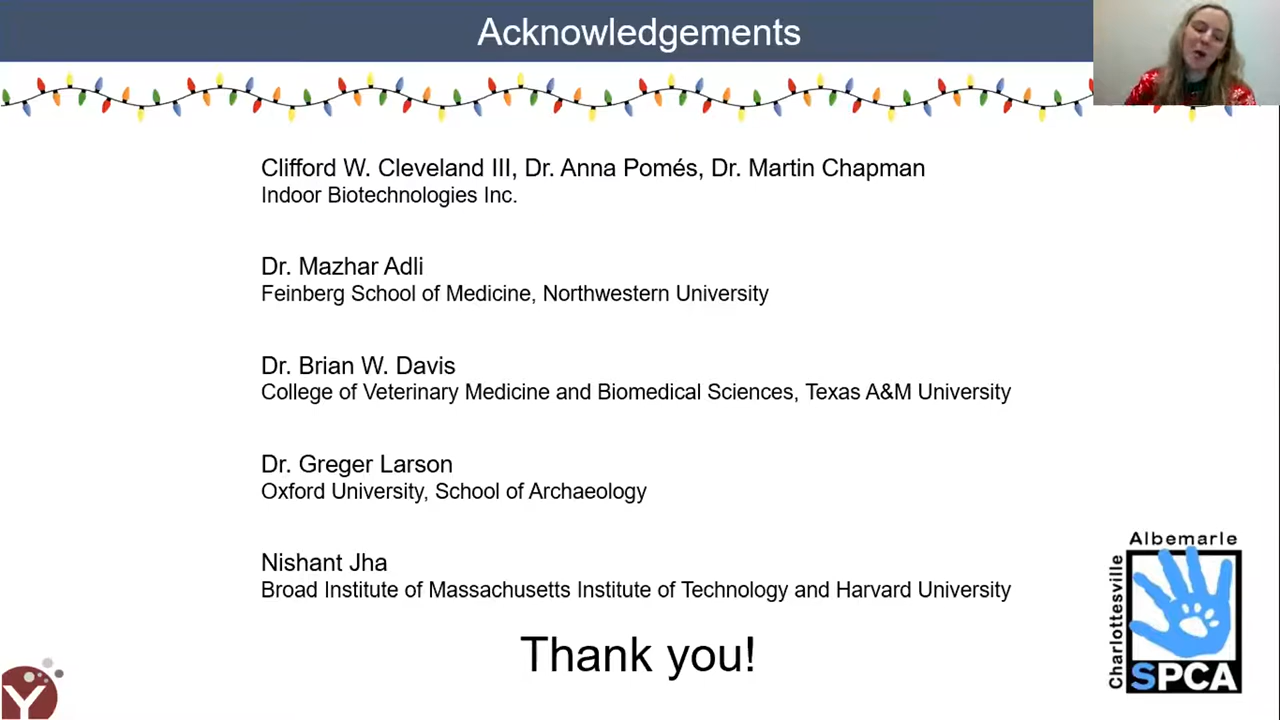 Acknowledgements
Clifford W. Cleveland III, Dr. Anna Pomés, Dr. Martin Chapman
Indoor Biotechnologies Inc.
Dr. Mazhar Adli
Feinberg School of Medicine, Northwestern University
Dr. Brian W. Davis
College of Veterinary Medicine and Biomedical Sciences, Texas A&M University
Dr. Greger Larson
Oxford University, School of Archaeology
Nishant Jha
Broad Institute of Massachusetts Institute of Technology and Harvard University
Thank you!
Albemarle
Charlottesville
SPCA
Y